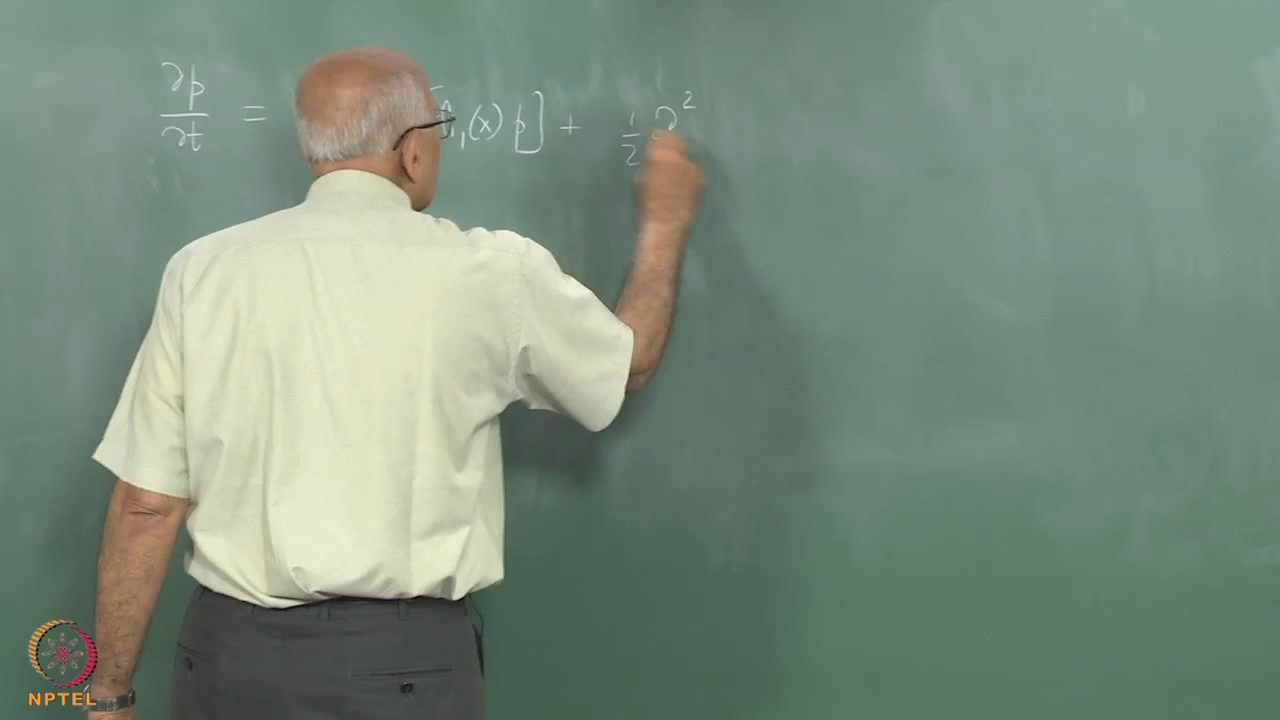 ∂p/∂t = [A₁(x) p] + 1/2 ∂²
NPTEL